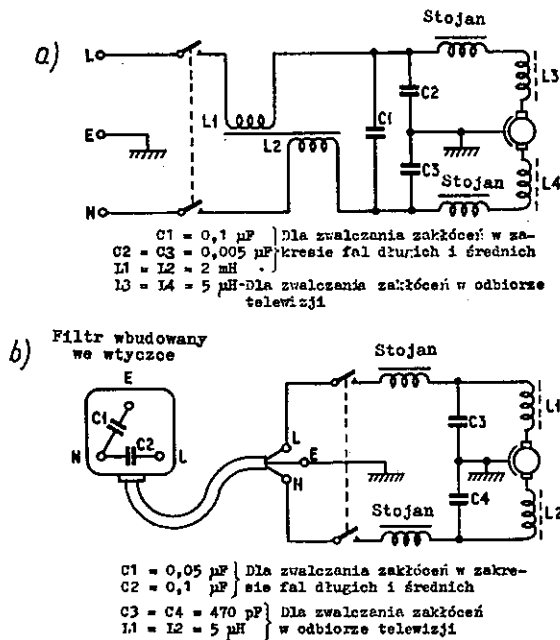 a)
Stojan
L
L1
L2
C1
C2
C3
L3
E
Stojan
L4
N
C1 = 0,1 µF } Dla zwalczania zakłóceń w za-
C2 = C3 = 0,005 µF } kresie fal długich i średnich
L1 = L2 = 2 mH
L3 = L4 = 5 µH-Dla zwalczania zakłóceń w odbiorze
telewizji
b)
Filtr wbudowany
we wtyczce
E
C1
C2
N
L
Stojan
L
E
N
C3
C4
L1
L2
Stojan
C1 = 0,05 µF } Dla zwalczania zakłóceń w zakre-
C2 = 0,1 µF } sie fal długich i średnich
C3 = C4 = 470 pF } Dla zwalczania zakłóceń
L1 = L2 = 5 µH } w odbiorze telewizji